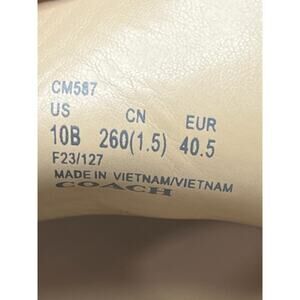 CM587
US CN EUR
10B 260(1.5) 40.5
F23/127
MADE IN VIETNAM/VIETNAM
COACH